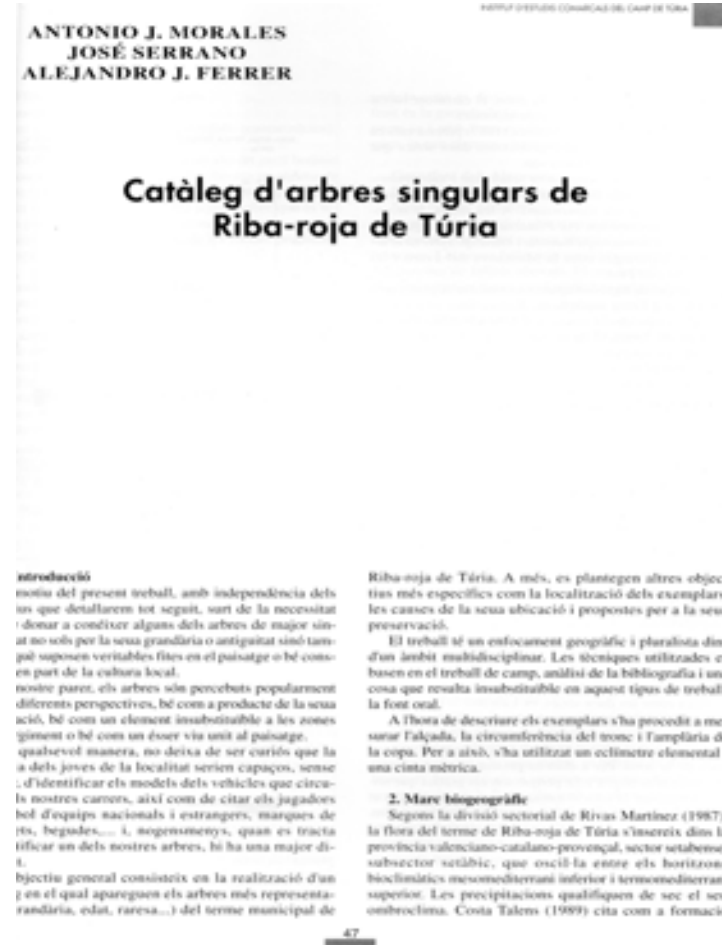 INSTITUT D'ESTUDIS COMARCALS DEL CAMP DE TÚRIA
ANTONIO J. MORALES
JOSÉ SERRANO
ALEJANDRO J. FERRER
Catàleg d'arbres singulars de
Riba-roja de Túria
ntroducció
motiu del present treball, amb independència dels
ius que detallarem tot seguit, surt de la necessitat
donar a conéixer alguns dels arbres de major sin-
at no sols per la seua grandària o antiguitat sinó tam-
què suposen veritables fites en el paisatge o bé cons-
en part de la cultura local.
nostre parer, els arbres són percebuts popularment
diferents perspectives, bé com a producte de la seua
ació, bé com un element insubstituïble a les zones
rgiment o bé com un ésser viu unit al paisatge.
qualsevol manera, no deixa de ser curiós que la
a dels joves de la localitat serien capaços, sense
, d'identificar els models dels vehicles que circu-
ls nostres carrers, així com de citar els jugadors
bol d'equips nacionals i estrangers, marques de
ets, begudes,... i, nogensmenys, quan es tracta
tificar un dels nostres arbres, hi ha una major di-
t.
bjectiu general consisteix en la realització d'un
g en el qual apareguen els arbres més representa-
randària, edat, raresa...) del terme municipal de
Riba-roja de Túria. A més, es plantegen altres objec
tius més específics com la localització dels exemplars
les causes de la seua ubicació i propostes per a la seu
preservació.
El treball té un enfocament geogràfic i pluralista din
d'un àmbit multidisciplinar. Les tècniques utilitzades e
basen en el treball de camp, anàlisi de la bibliografia i un
cosa que resulta insubstituïble en aquest tipus de treball
la font oral.
A l'hora de descriure els exemplars s'ha procedit a me
surar l'alçada, la circumferència del tronc i l'amplària d
la copa. Per a això, s'ha utilitzat un eclímetre elemental
una cinta mètrica.
2. Marc biogeogràfic
Segons la divisió sectorial de Rivas Martínez (1987)
la flora del terme de Riba-roja de Túria s'insereix dins l
província valenciano-catalano-provençal, sector setabense
subsector setàbic, que oscil·la entre els horitzons
bioclimàtics mesomediterrani inferior i termomediterran
superior. Les precipitacions qualifiquen de sec el seu
ombroclima. Costa Talens (1989) cita com a formació
47